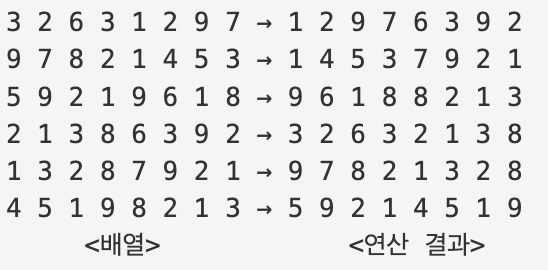 3 2 6 3 1 2 9 7 → 1 2 9 7 6 3 9 2
9 7 8 2 1 4 5 3 → 1 4 5 3 7 9 2 1
5 9 2 1 9 6 1 8 → 9 6 1 8 8 2 1 3
2 1 3 8 6 3 9 2 → 3 2 6 3 2 1 3 8
1 3 2 8 7 9 2 1 → 9 7 8 2 1 3 2 8
4 5 1 9 8 2 1 3 → 5 9 2 1 4 5 1 9
<배열> <연산 결과>